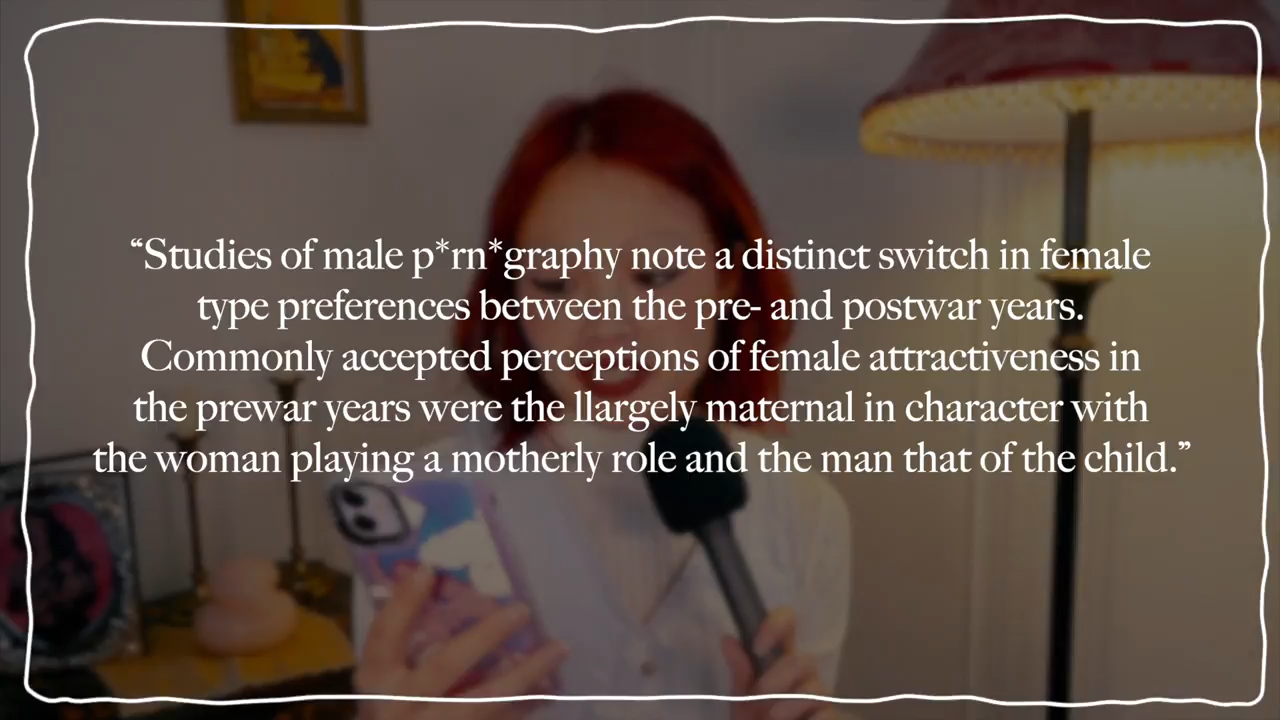 “Studies of male p*rn*graphy note a distinct switch in female
type preferences between the pre- and postwar years.
Commonly accepted perceptions of female attractiveness in
the prewar years were the llargely maternal in character with
the woman playing a motherly role and the man that of the child.”